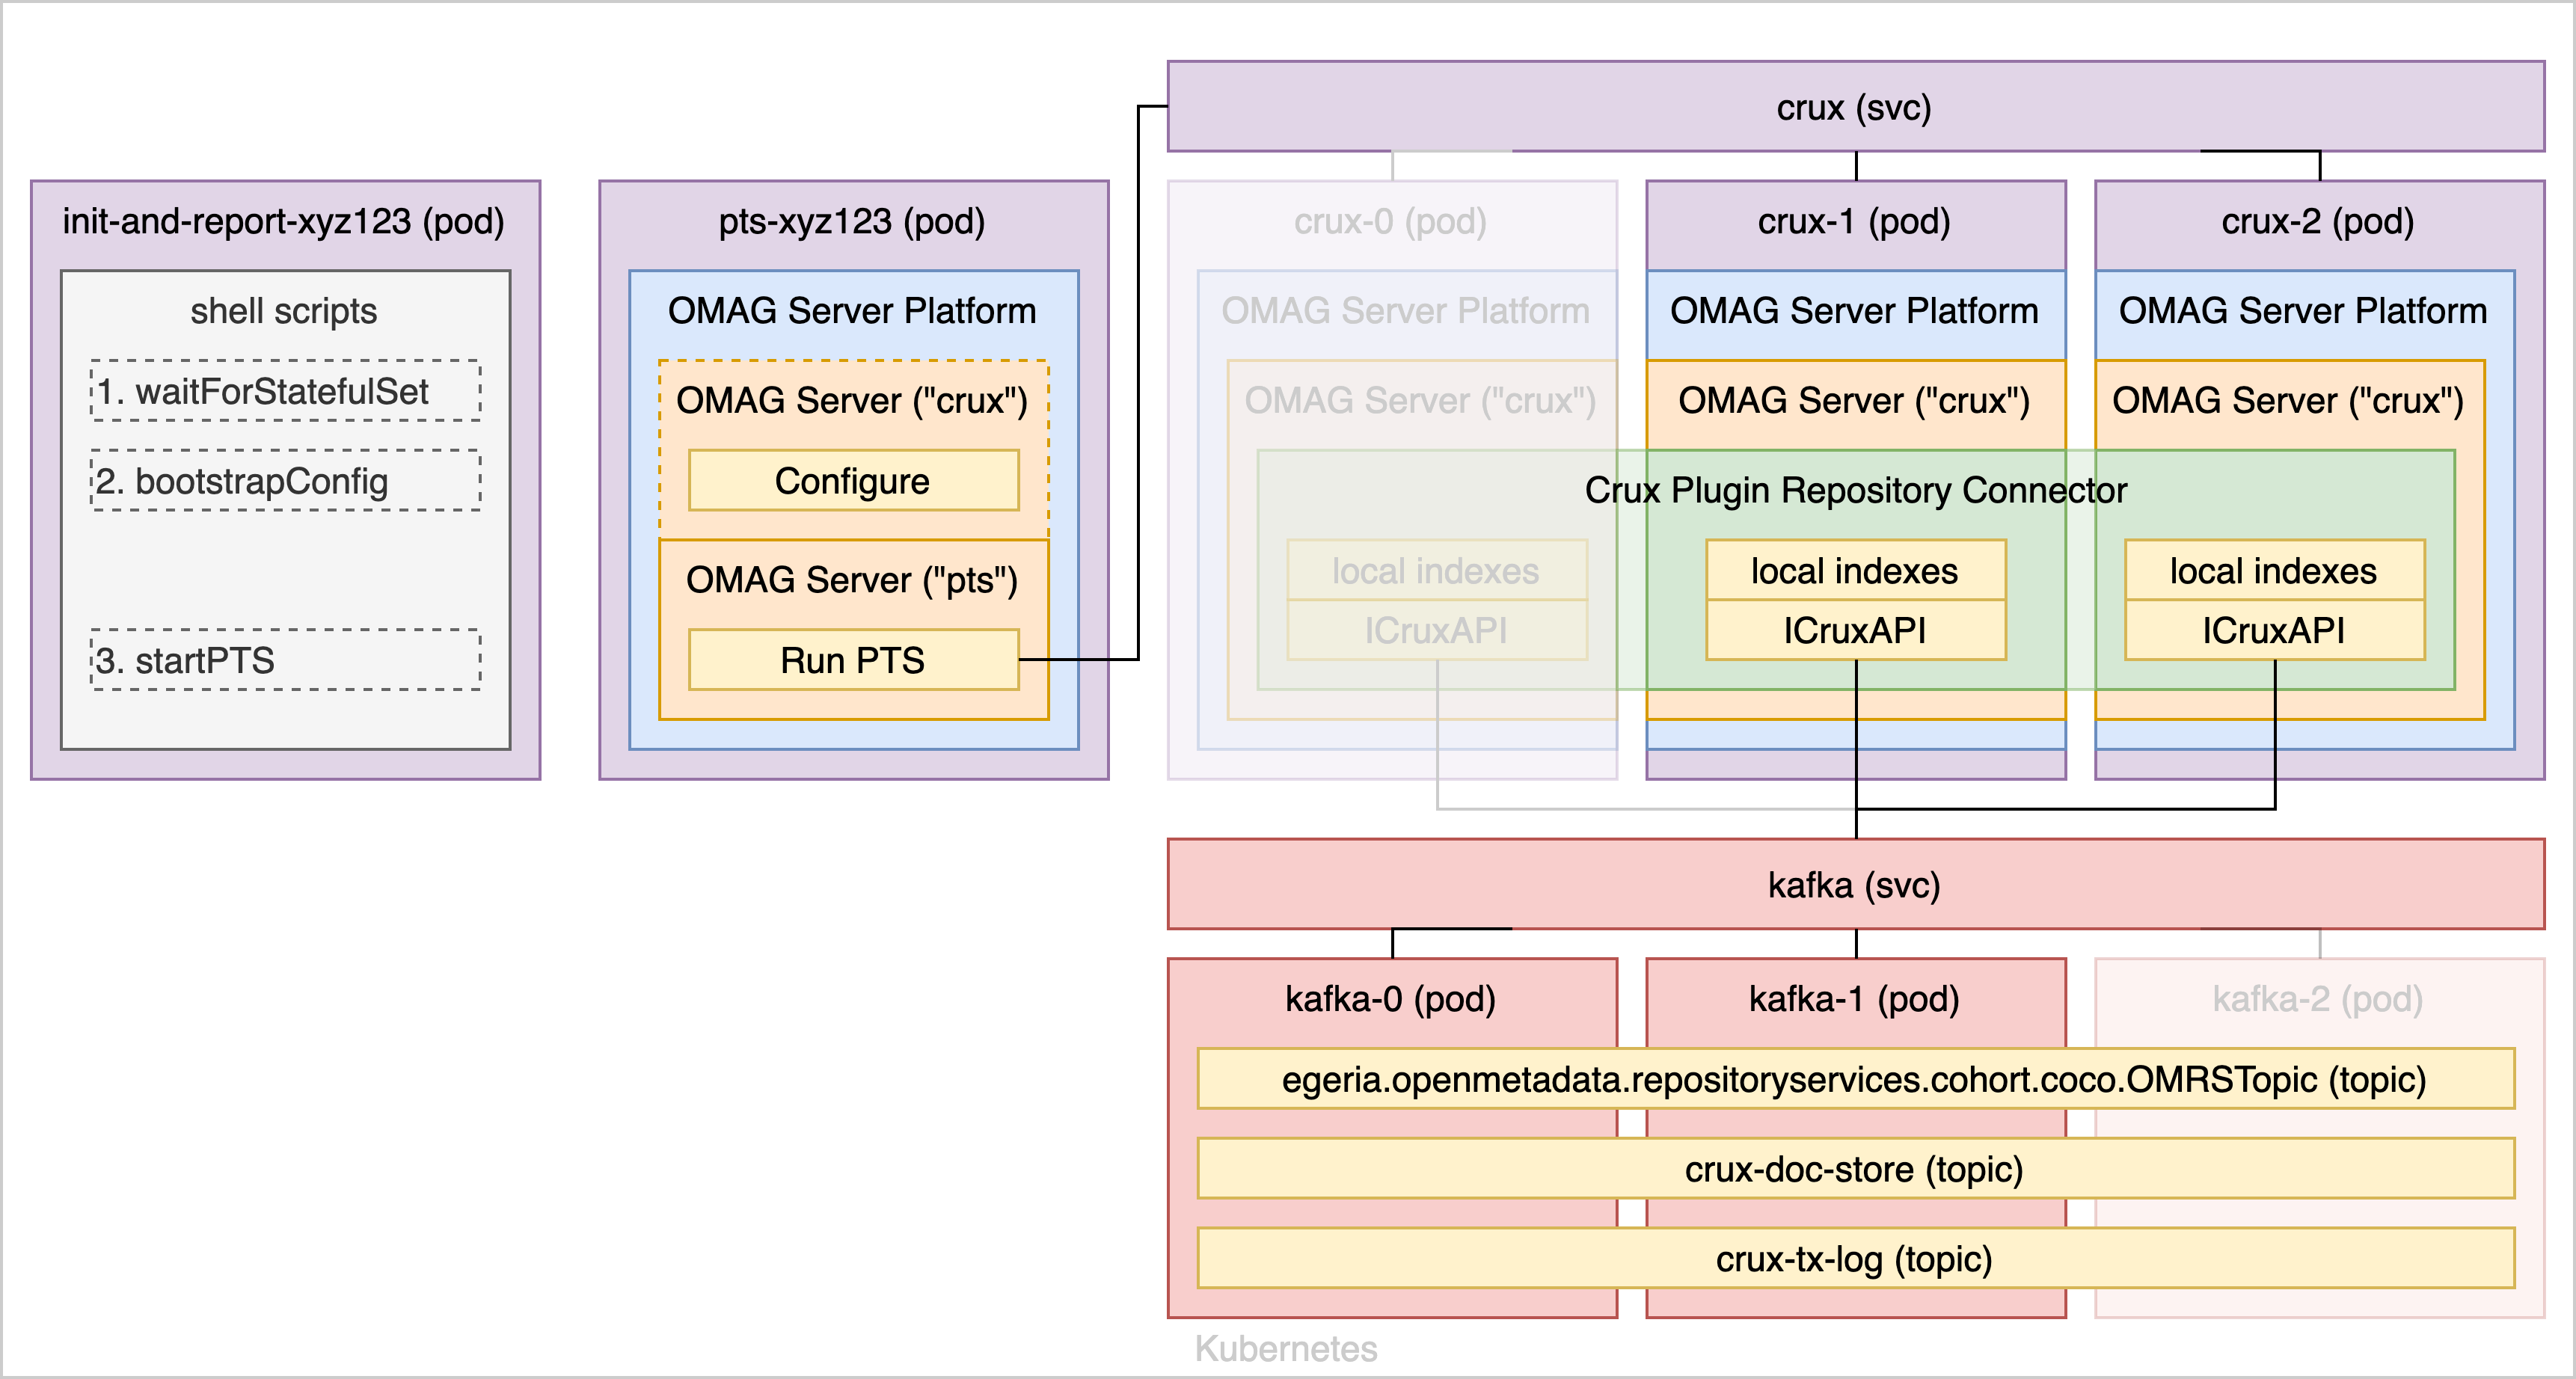 crux (svc)
init-and-report-xyz123 (pod)
shell scripts
1. waitForStatefulSet
2. bootstrapConfig
3. startPTS
pts-xyz123 (pod)
OMAG Server Platform
OMAG Server ("crux")
Configure
OMAG Server ("pts")
Run PTS
crux-0 (pod)
OMAG Server Platform
OMAG Server ("crux")
local indexes
ICruxAPI
crux-1 (pod)
OMAG Server Platform
OMAG Server ("crux")
Crux Plugin Repository Connector
local indexes
ICruxAPI
crux-2 (pod)
OMAG Server Platform
OMAG Server ("crux")
local indexes
ICruxAPI
kafka (svc)
kafka-0 (pod)
kafka-1 (pod)
kafka-2 (pod)
egeria.openmetadata.repositoryservices.cohort.coco.OMRSTopic (topic)
crux-doc-store (topic)
crux-tx-log (topic)
Kubernetes